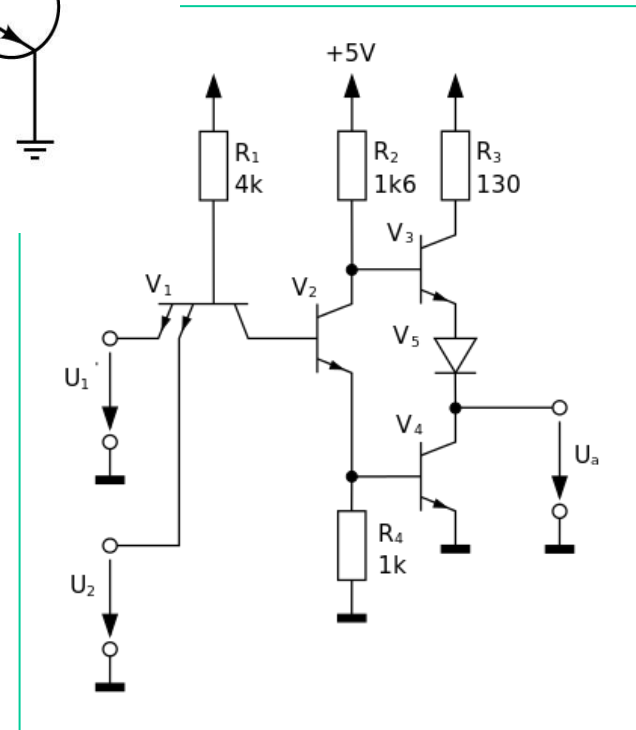 +5V
R₁
4k
R₂
1k6
R₃
130
V₃
V₁
V₂
V₅
U₁
V₄
Uₐ
R₄
1k
U₂